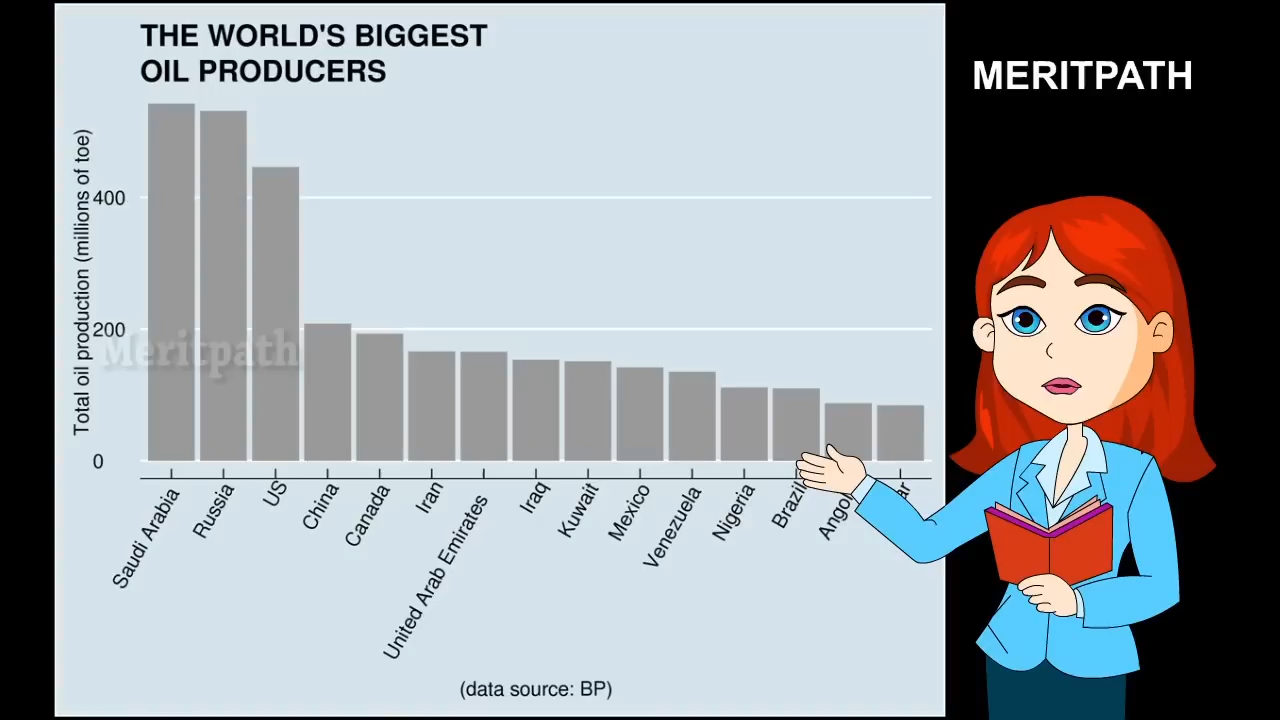 THE WORLD'S BIGGEST
OIL PRODUCERS
MERITPATH
Total oil production (millions of toe)
400
200
0
Meritpath
Saudi Arabia
Russia
US
China
Canada
Iran
United Arab Emirates
Iraq
Kuwait
Mexico
Venezuela
Nigeria
Brazil
(data source: BP)